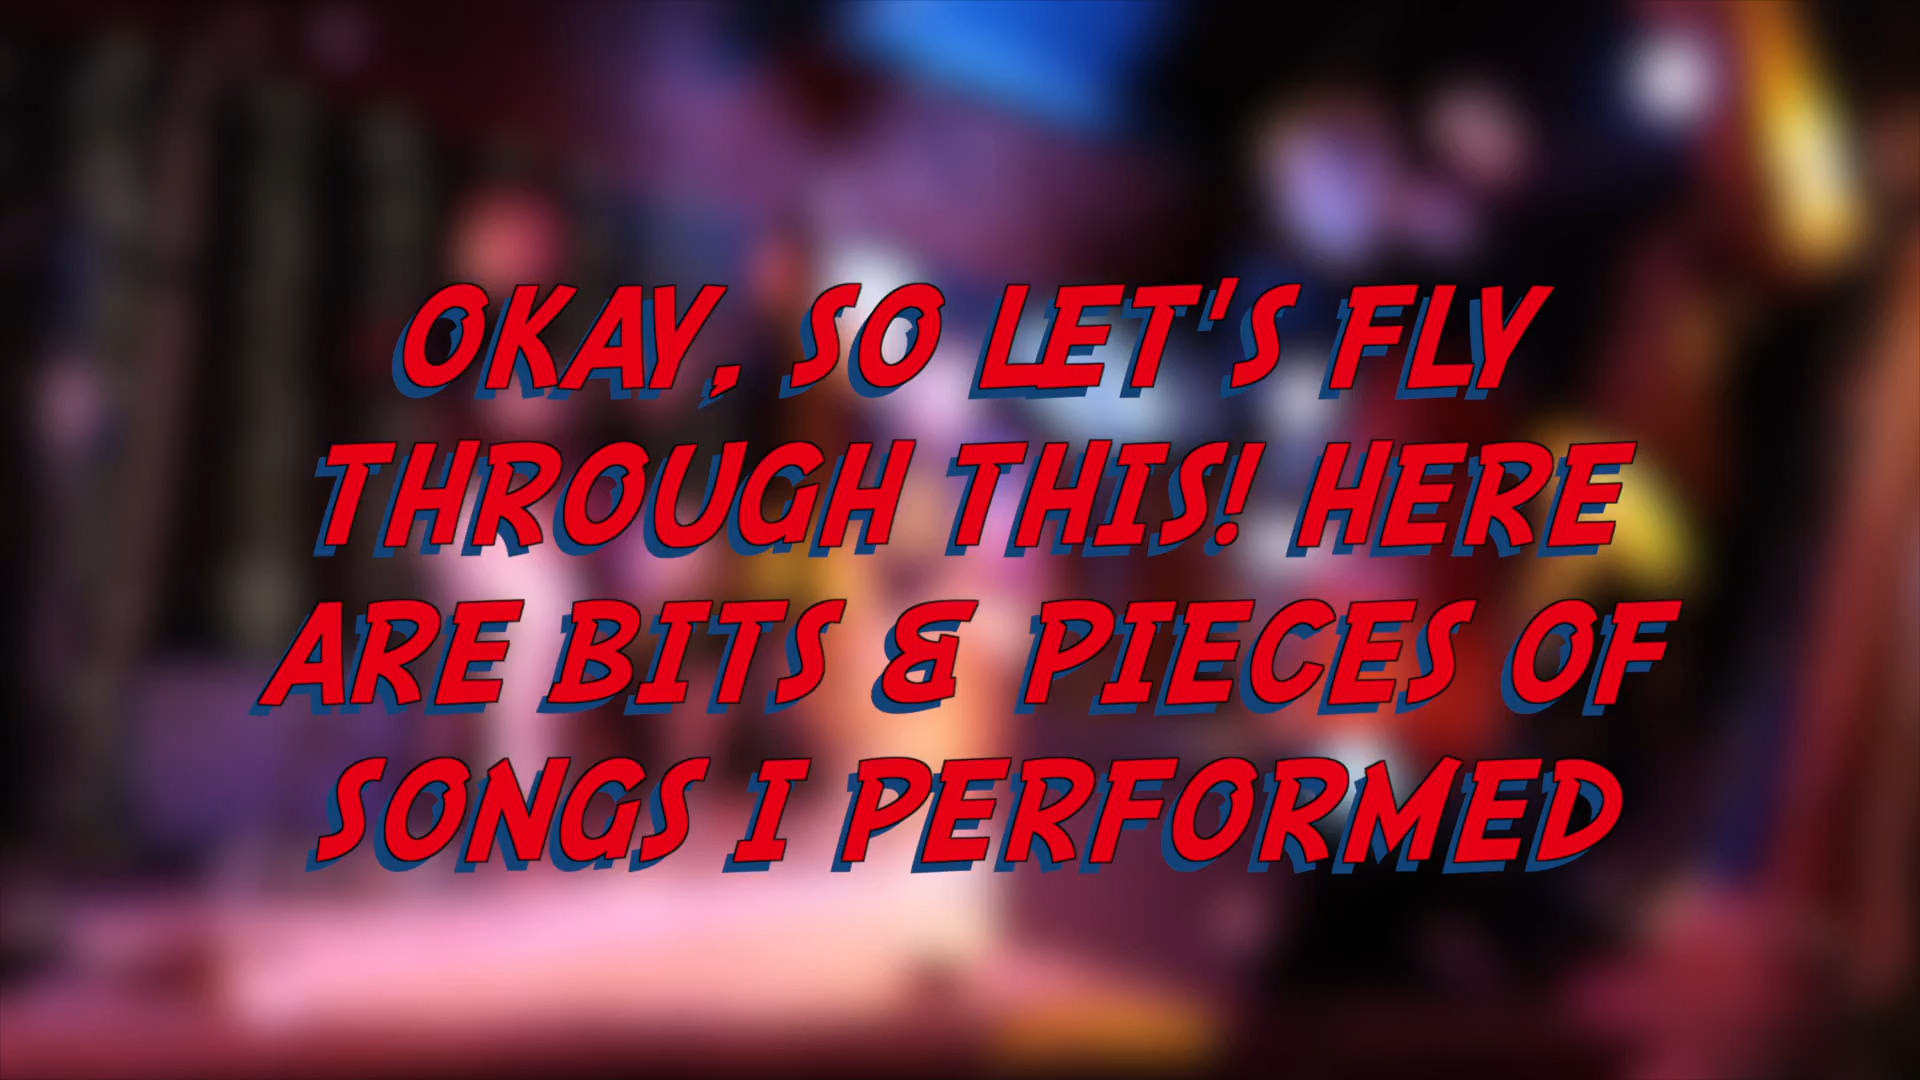 OKAY, SO LET'S FLY
THROUGH THIS! HERE
ARE BITS & PIECES OF
SONGS I PERFORMED